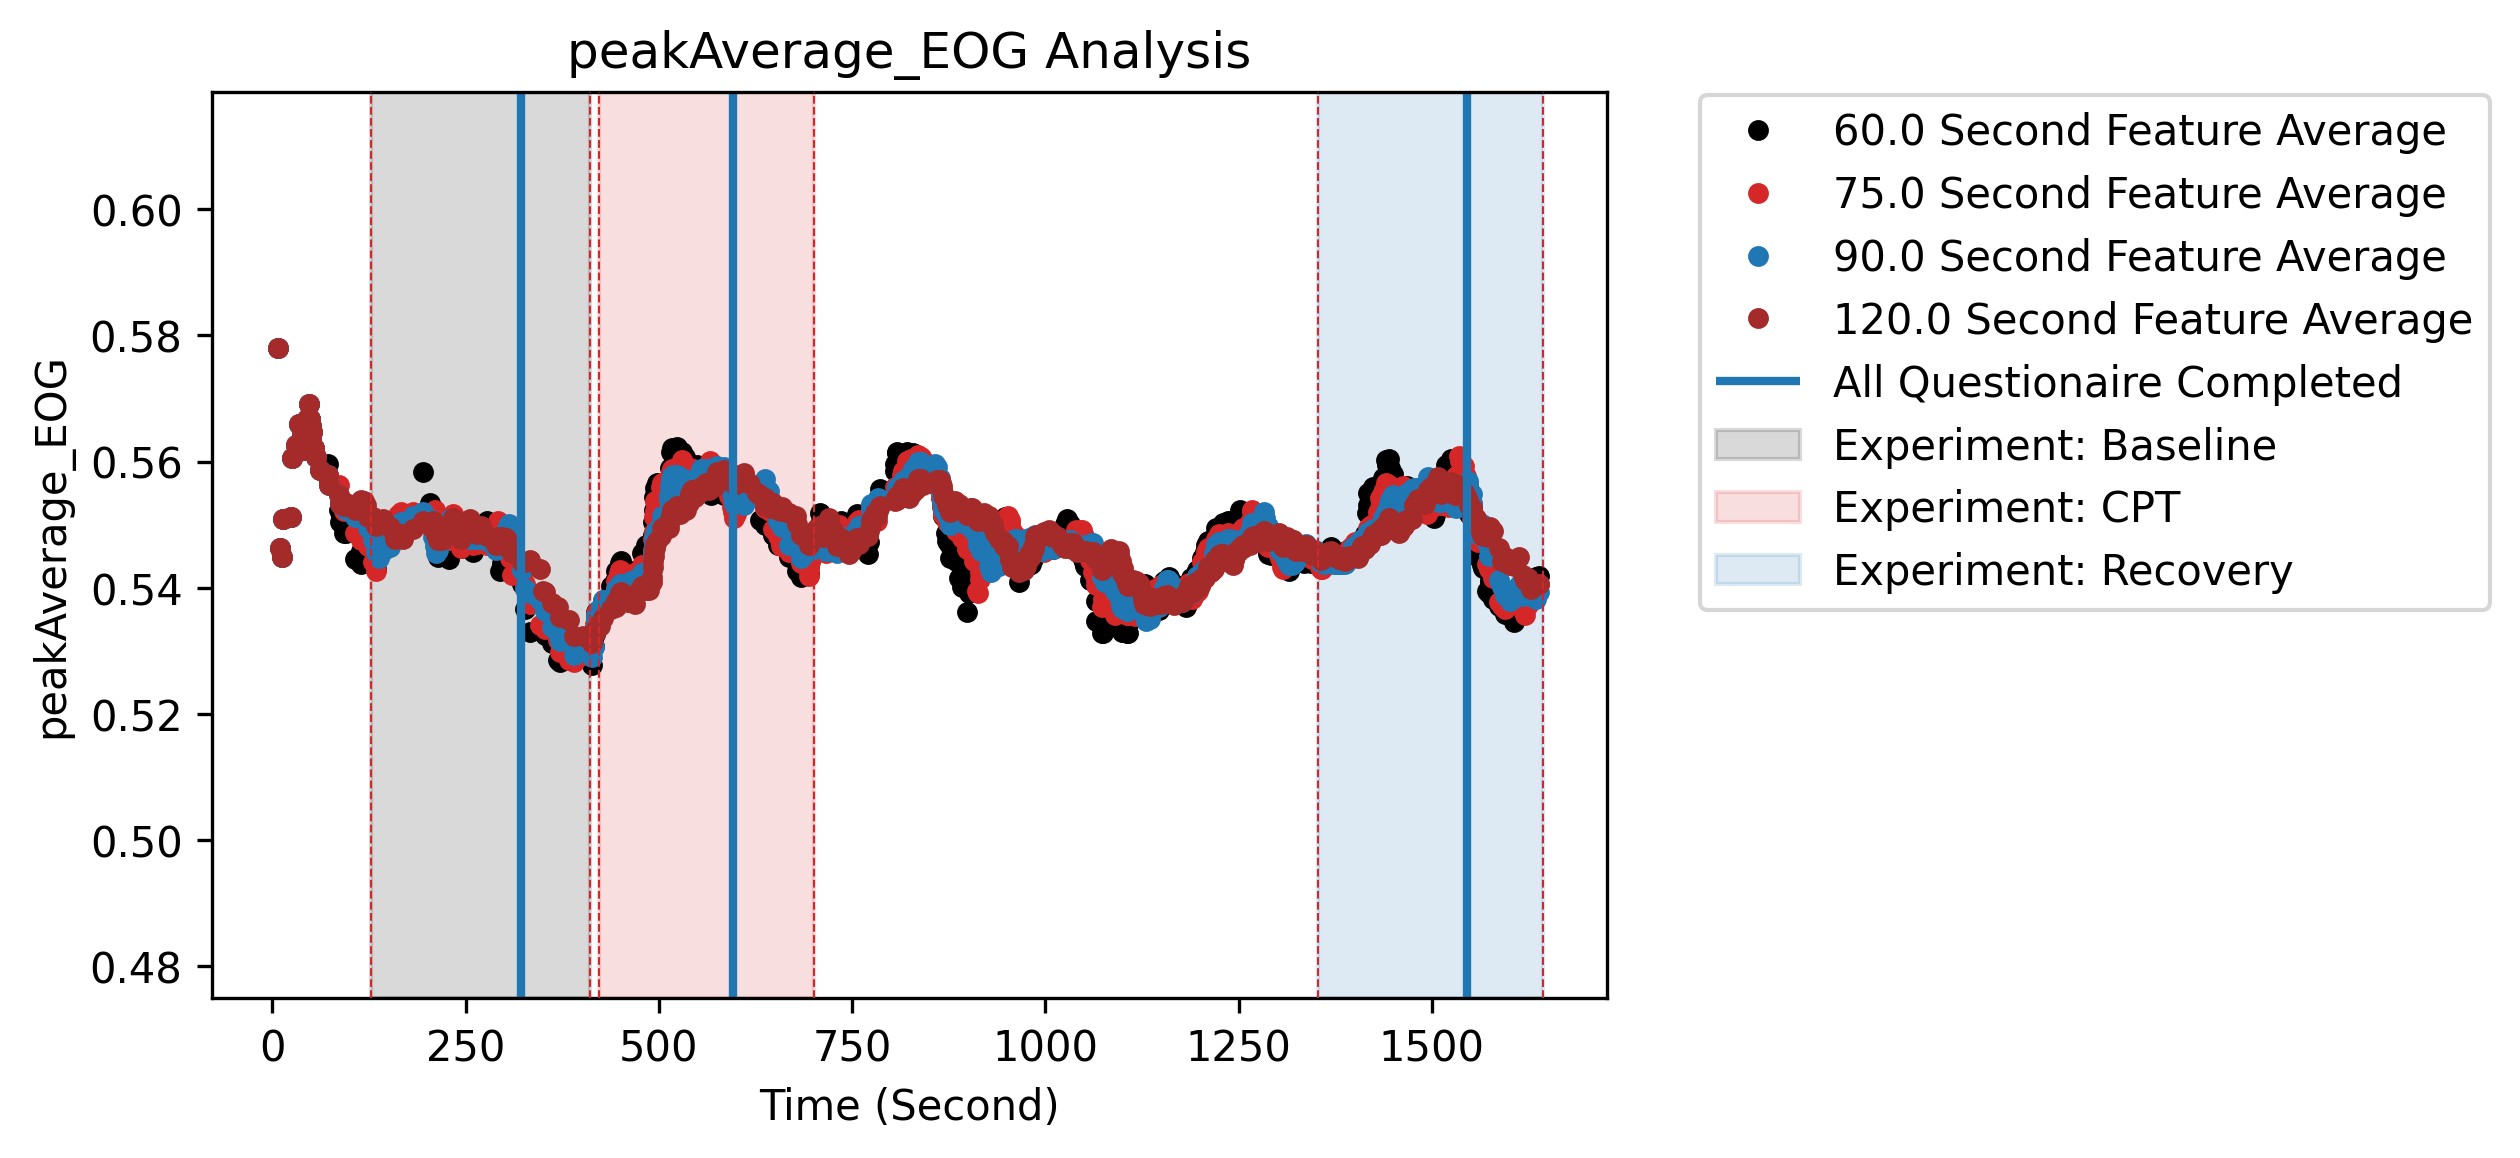 peakAverage_EOG Analysis
peakAverage_EOG
0.60
0.58
0.56
0.54
0.52
0.50
0.48
0
250
500
750
1000
1250
1500
Time (Second)
60.0 Second Feature Average
75.0 Second Feature Average
90.0 Second Feature Average
120.0 Second Feature Average
All Questionaire Completed
Experiment: Baseline
Experiment: CPT
Experiment: Recovery